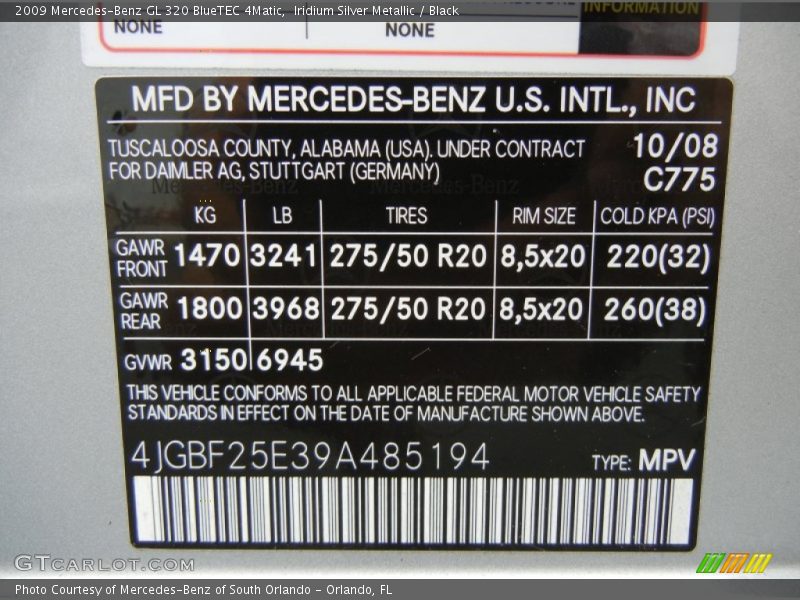 2009 Mercedes-Benz GL 320 BlueTEC 4Matic,  Iridium Silver Metallic / Black
INFORMATION
NONE NONE
MFD BY MERCEDES-BENZ U.S. INTL., INC
TUSCALOOSA COUNTY, ALABAMA (USA). UNDER CONTRACT 10/08
FOR DAIMLER AG, STUTTGART (GERMANY) C775
KG LB TIRES RIM SIZE COLD KPA (PSI)
GAWR FRONT 1470 3241 275/50 R20 8,5x20 220(32)
GAWR REAR 1800 3968 275/50 R20 8,5x20 260(38)
GVWR 3150 6945
THIS VEHICLE CONFORMS TO ALL APPLICABLE FEDERAL MOTOR VEHICLE SAFETY
STANDARDS IN EFFECT ON THE DATE OF MANUFACTURE SHOWN ABOVE.
4JGBF25E39A485194 TYPE: MPV
GTCARLOT.COM
Photo Courtesy of Mercedes-Benz of South Orlando - Orlando, FL